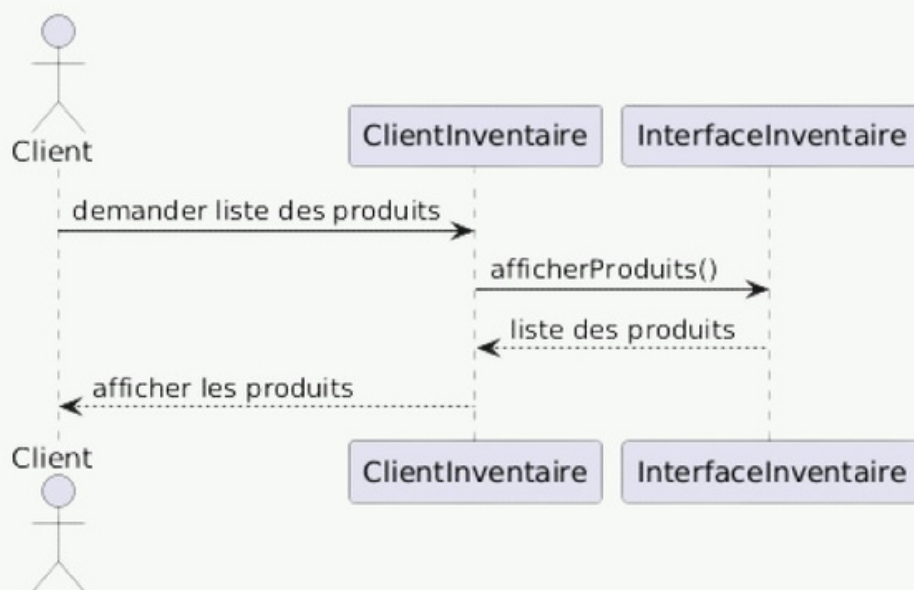 Client
ClientInventaire
InterfaceInventaire
demander liste des produits
afficherProduits()
liste des produits
afficher les produits
Client
ClientInventaire
InterfaceInventaire